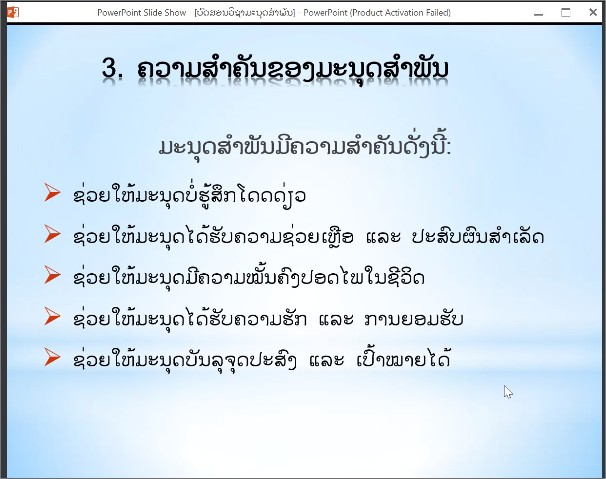 PowerPoint Slide Show - [ບົດສອນວິຊາມະນຸດສຳພັນ] - PowerPoint (Product Activation Failed)
3. ຄວາມສຳຄັນຂອງມະນຸດສຳພັນ
ມະນຸດສຳພັນມີຄວາມສຳຄັນດັ່ງນີ້:
ຊ່ວຍໃຫ້ມະນຸດບໍ່ຮູ້ສຶກໂດດດ່ຽວ
ຊ່ວຍໃຫ້ມະນຸດໄດ້ຮັບຄວາມຊ່ວຍເຫຼືອ ແລະ ປະສົບຜົນສຳເລັດ
ຊ່ວຍໃຫ້ມະນຸດມີຄວາມໝັ້ນຄົງປອດໄພໃນຊີວິດ
ຊ່ວຍໃຫ້ມະນຸດໄດ້ຮັບຄວາມຮັກ ແລະ ການຍອມຮັບ
ຊ່ວຍໃຫ້ມະນຸດບັນລຸຈຸດປະສົງ ແລະ ເປົ້າໝາຍໄດ້